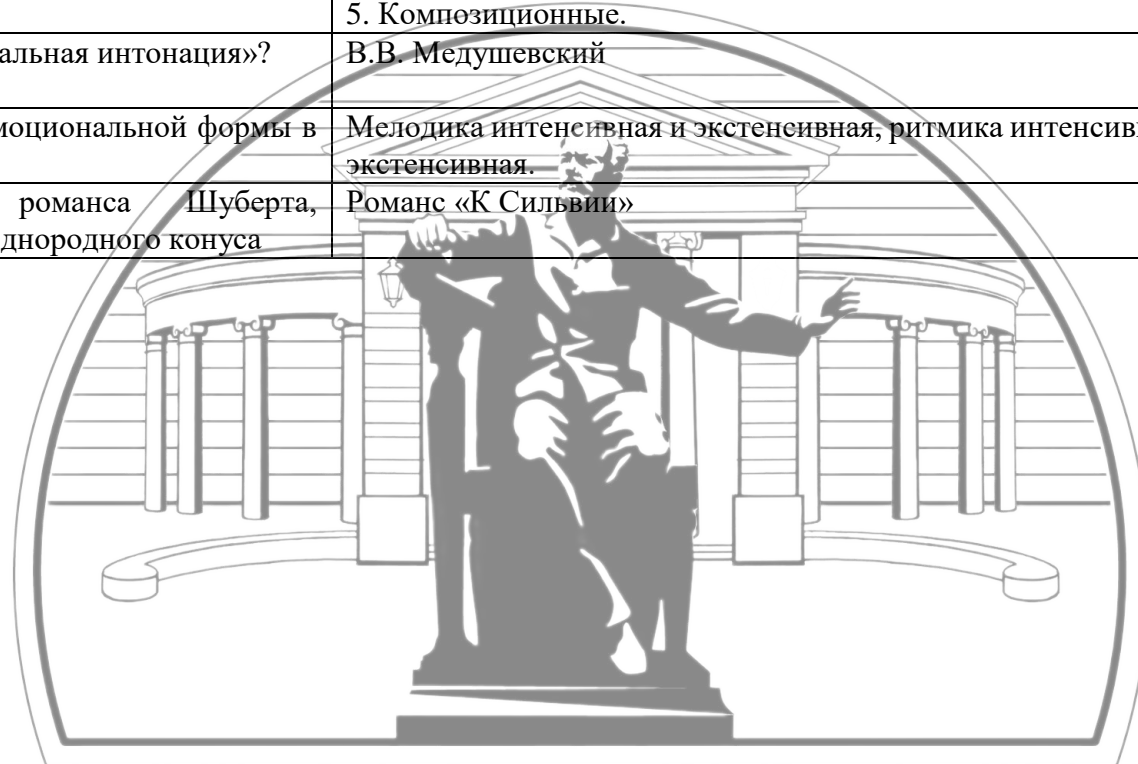 5. Композиционные.
альная интонация»? В.В. Медушевский
моциональной формы в Мелодика интенсивная и экстенсивная, ритмика интенсив
экстенсивная.
романса Шуберта, Романс «К Сильвии»
днородного конуса